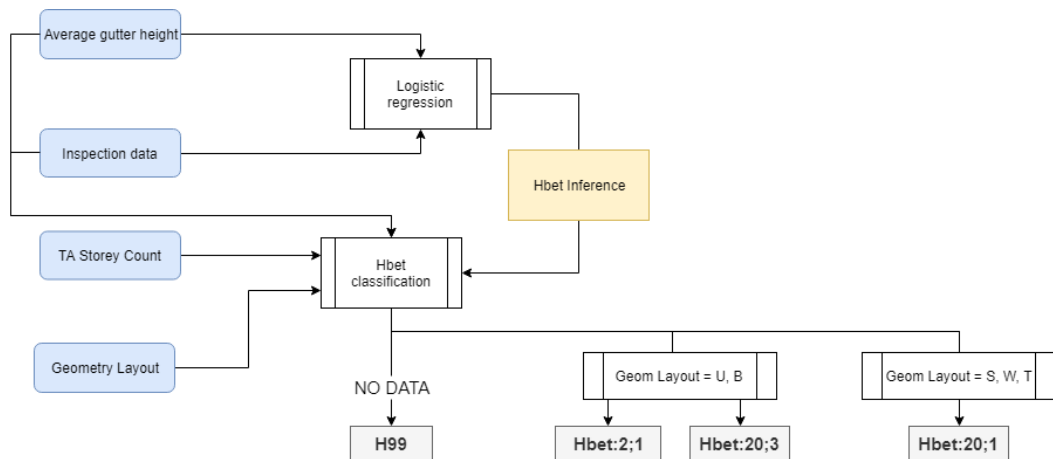 Average gutter height
Logistic
regression
Inspection data
Hbet Inference
TA Storey Count
Hbet
classification
Geometry Layout
NO DATA
Geom Layout = U, B
Geom Layout = S, W, T
H99
Hbet:2;1
Hbet:20;3
Hbet:20;1